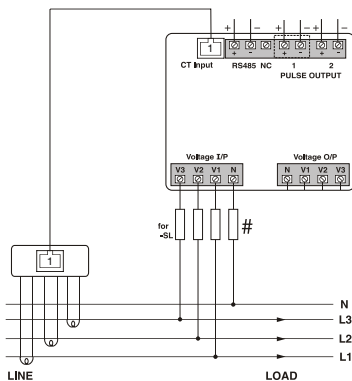 + - + - + -
1
+ - + - + -
CT Input RS485 NC 1 2
PULSE OUTPUT
Voltage I/P Voltage O/P
V3 V2 V1 N N V1 V2 V3
for
-SL
#
1
N
L3
L2
L1
LINE LOAD